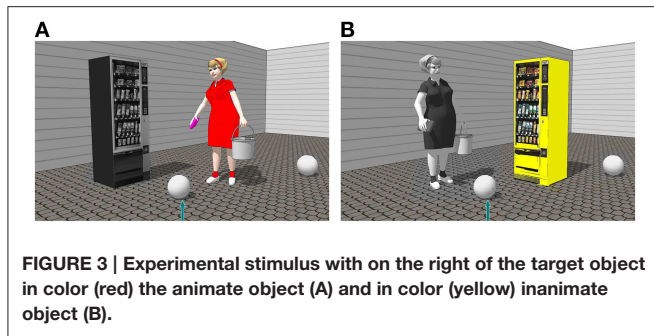 A
B
FIGURE 3 | Experimental stimulus with on the right of the target object
in color (red) the animate object (A) and in color (yellow) inanimate
object (B).